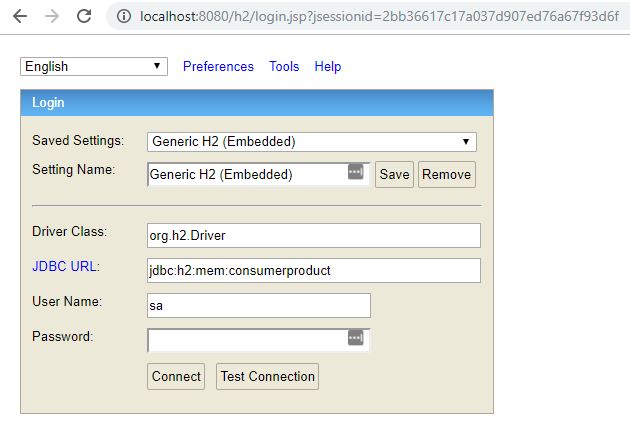 localhost:8080/h2/login.jsp?jsessionid=2bb36617c17a037d907ed76a67f93d6f
English Preferences Tools Help
Login
Saved Settings: Generic H2 (Embedded)
Setting Name: Generic H2 (Embedded) Save Remove
Driver Class: org.h2.Driver
JDBC URL: jdbc:h2:mem:consumerproduct
User Name: sa
Password:
Connect Test Connection